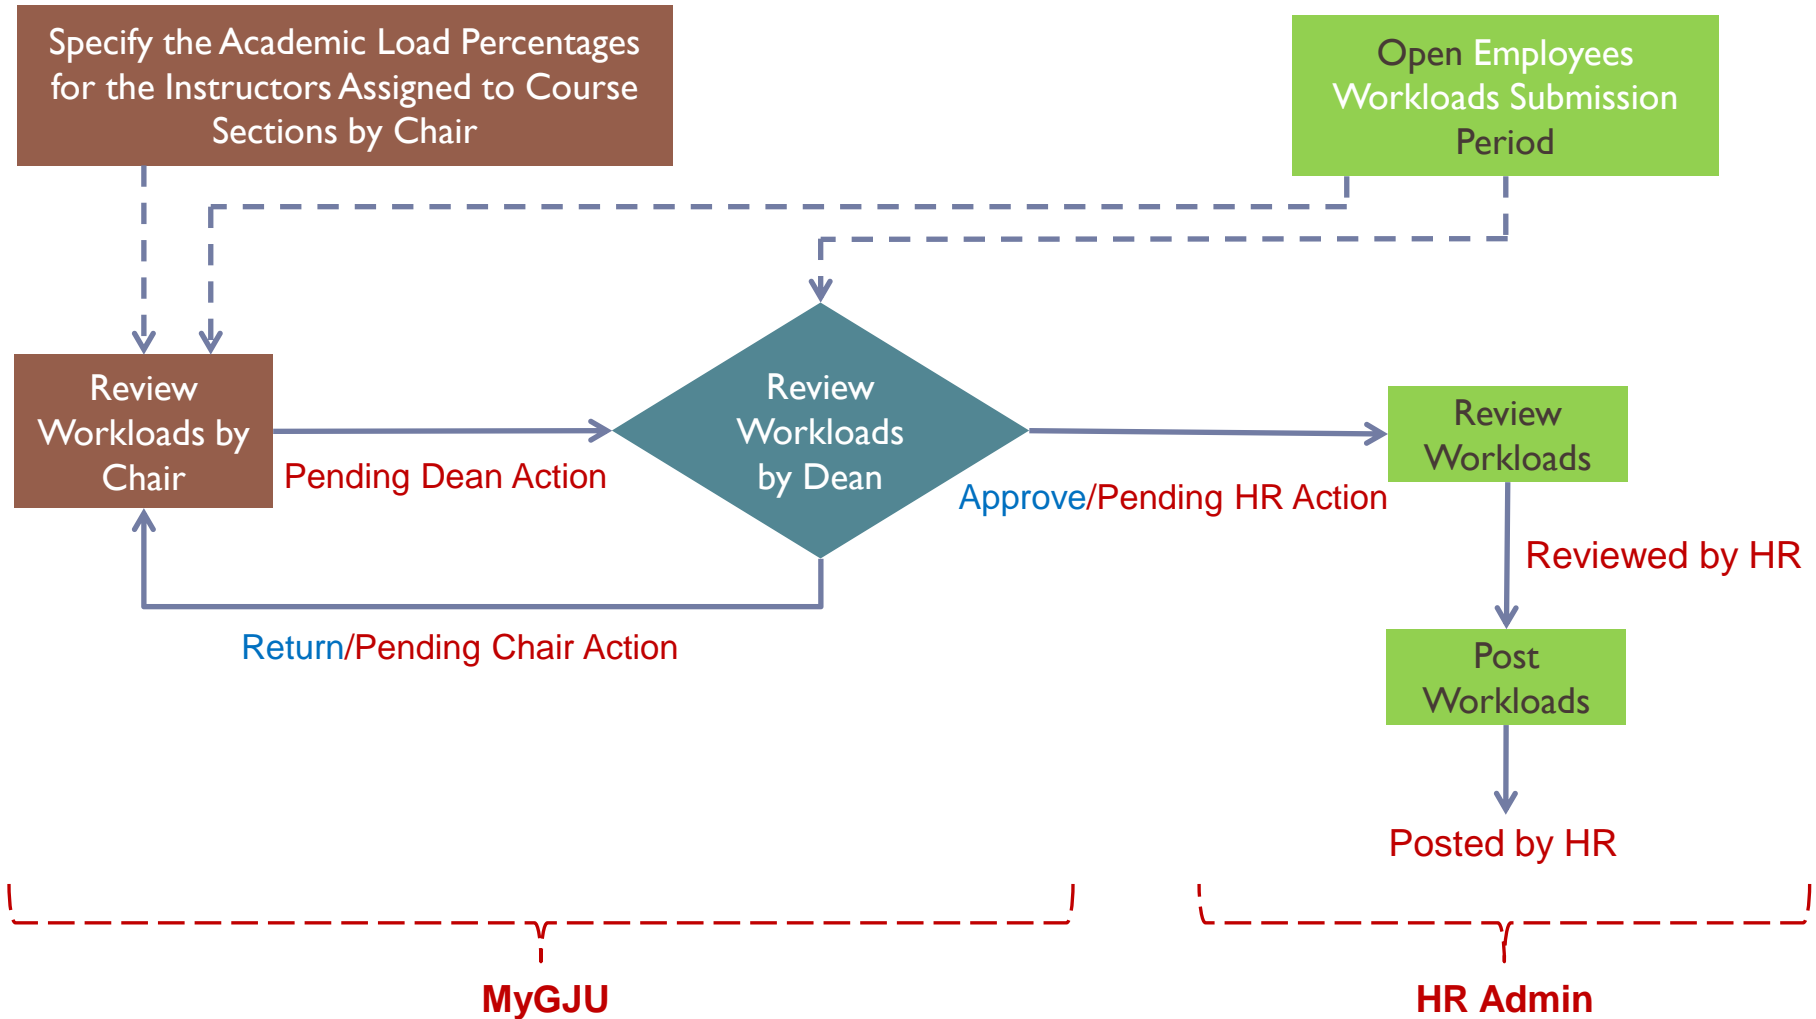 Specify the Academic Load Percentages
for the Instructors Assigned to Course
Sections by Chair
Open Employees
Workloads Submission
Period
Review
Workloads by
Chair
Pending Dean Action
Review
Workloads
by Dean
Approve/Pending HR Action
Review
Workloads
Reviewed by HR
Return/Pending Chair Action
Post
Workloads
Posted by HR
MyGJU
HR Admin